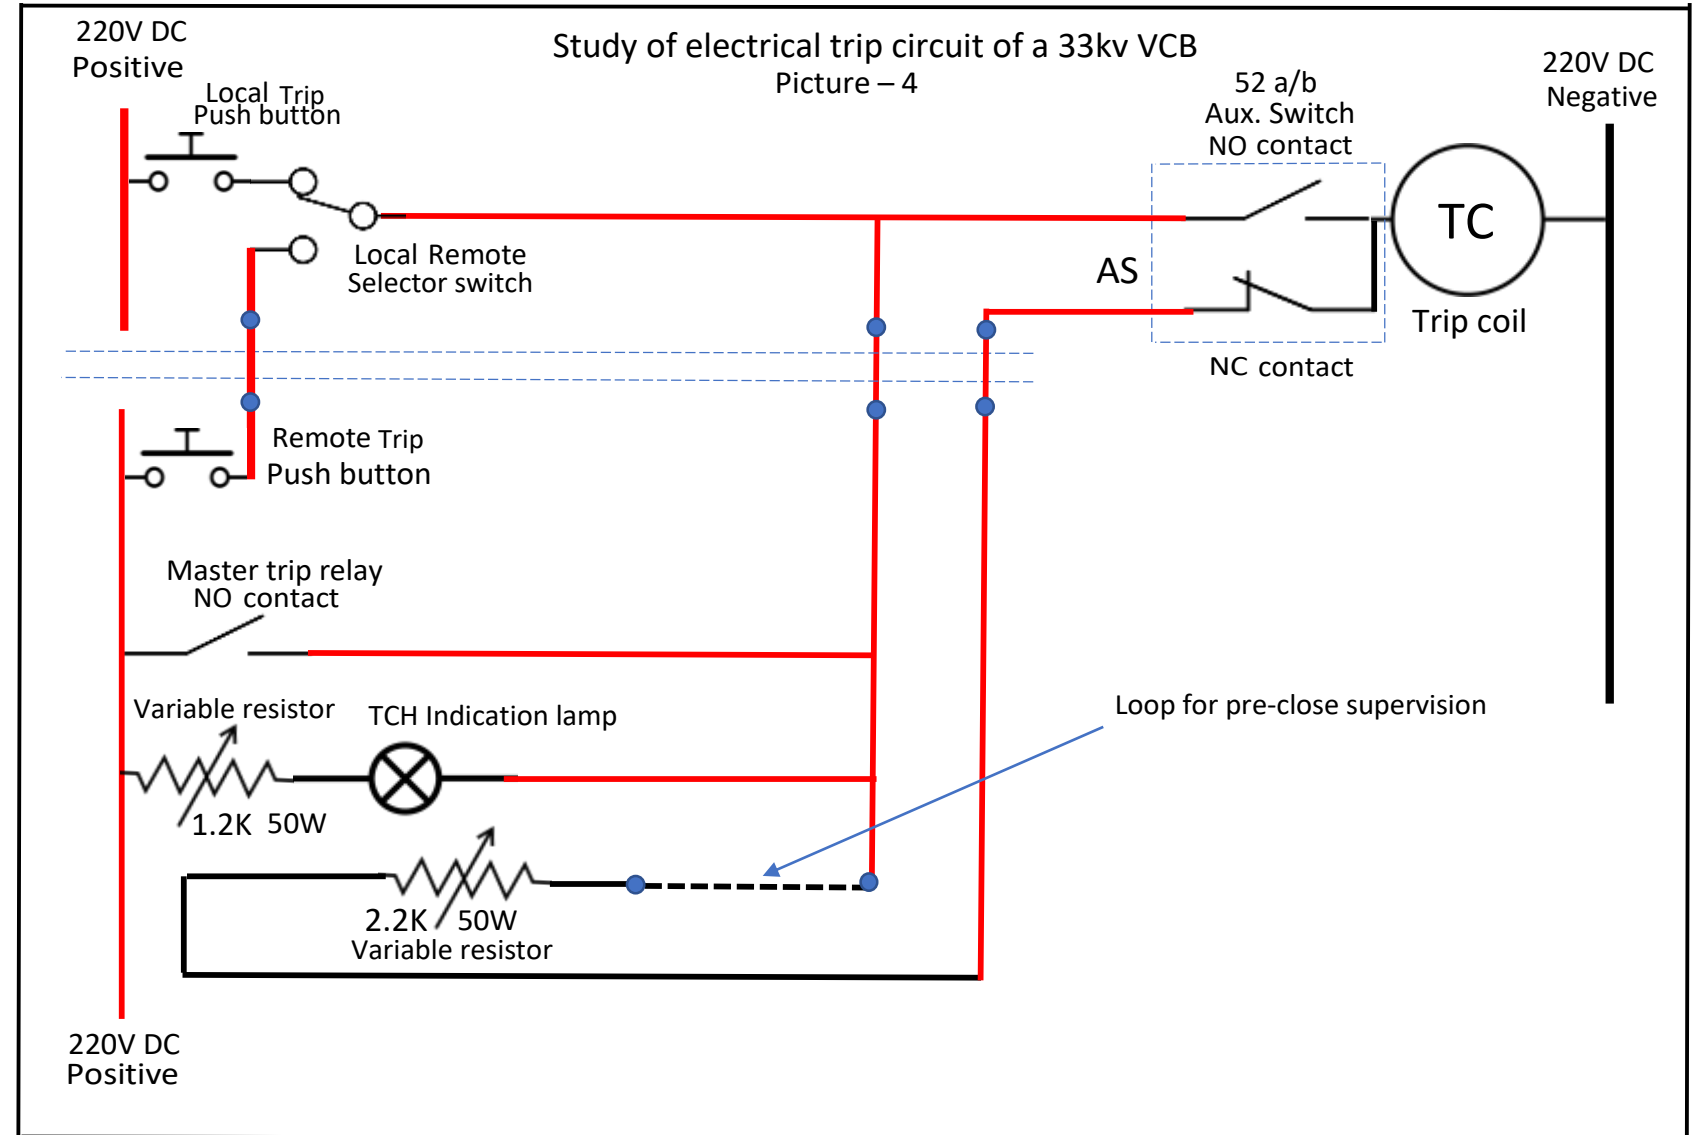 220V DC
Positive
Study of electrical trip circuit of a 33kv VCB
Picture – 4
Local Trip
Push button
52 a/b
Aux. Switch
NO contact
220V DC
Negative
TC
Local Remote
Selector switch
AS
Trip coil
NC contact
Remote Trip
Push button
Master trip relay
NO contact
Variable resistor
TCH Indication lamp
Loop for pre-close supervision
1.2K 50W
2.2K 50W
Variable resistor
220V DC
Positive